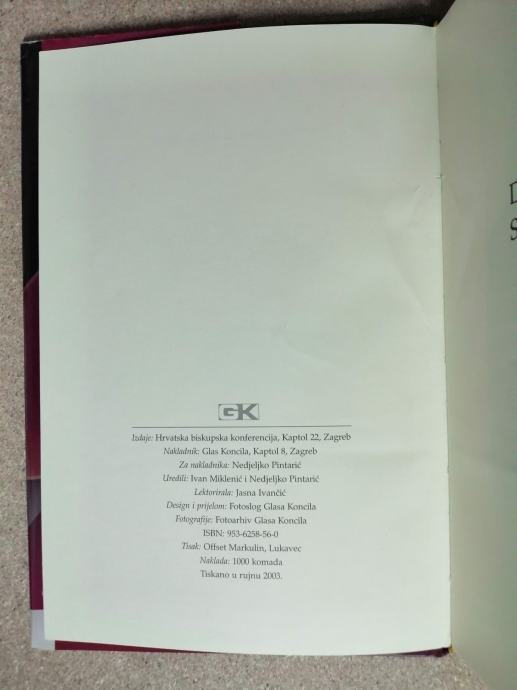 GK
Izdaje: Hrvatska biskupska konferencija, Kaptol 22, Zagreb
Nakladnik: Glas Koncila, Kaptol 8, Zagreb
Za nakladnika: Nedjeljko Pintarić
Uredili: Ivan Miklenić i Nedjeljko Pintarić
Lektorirala: Jasna Ivančić
Design i prijelom: Fotoslog Glasa Koncila
Fotografije: Fotoarhiv Glasa Koncila
ISBN: 953-6258-56-0
Tisak: Offset Markulin, Lukavec
Naklada: 1000 komada
Tiskano u rujnu 2003.